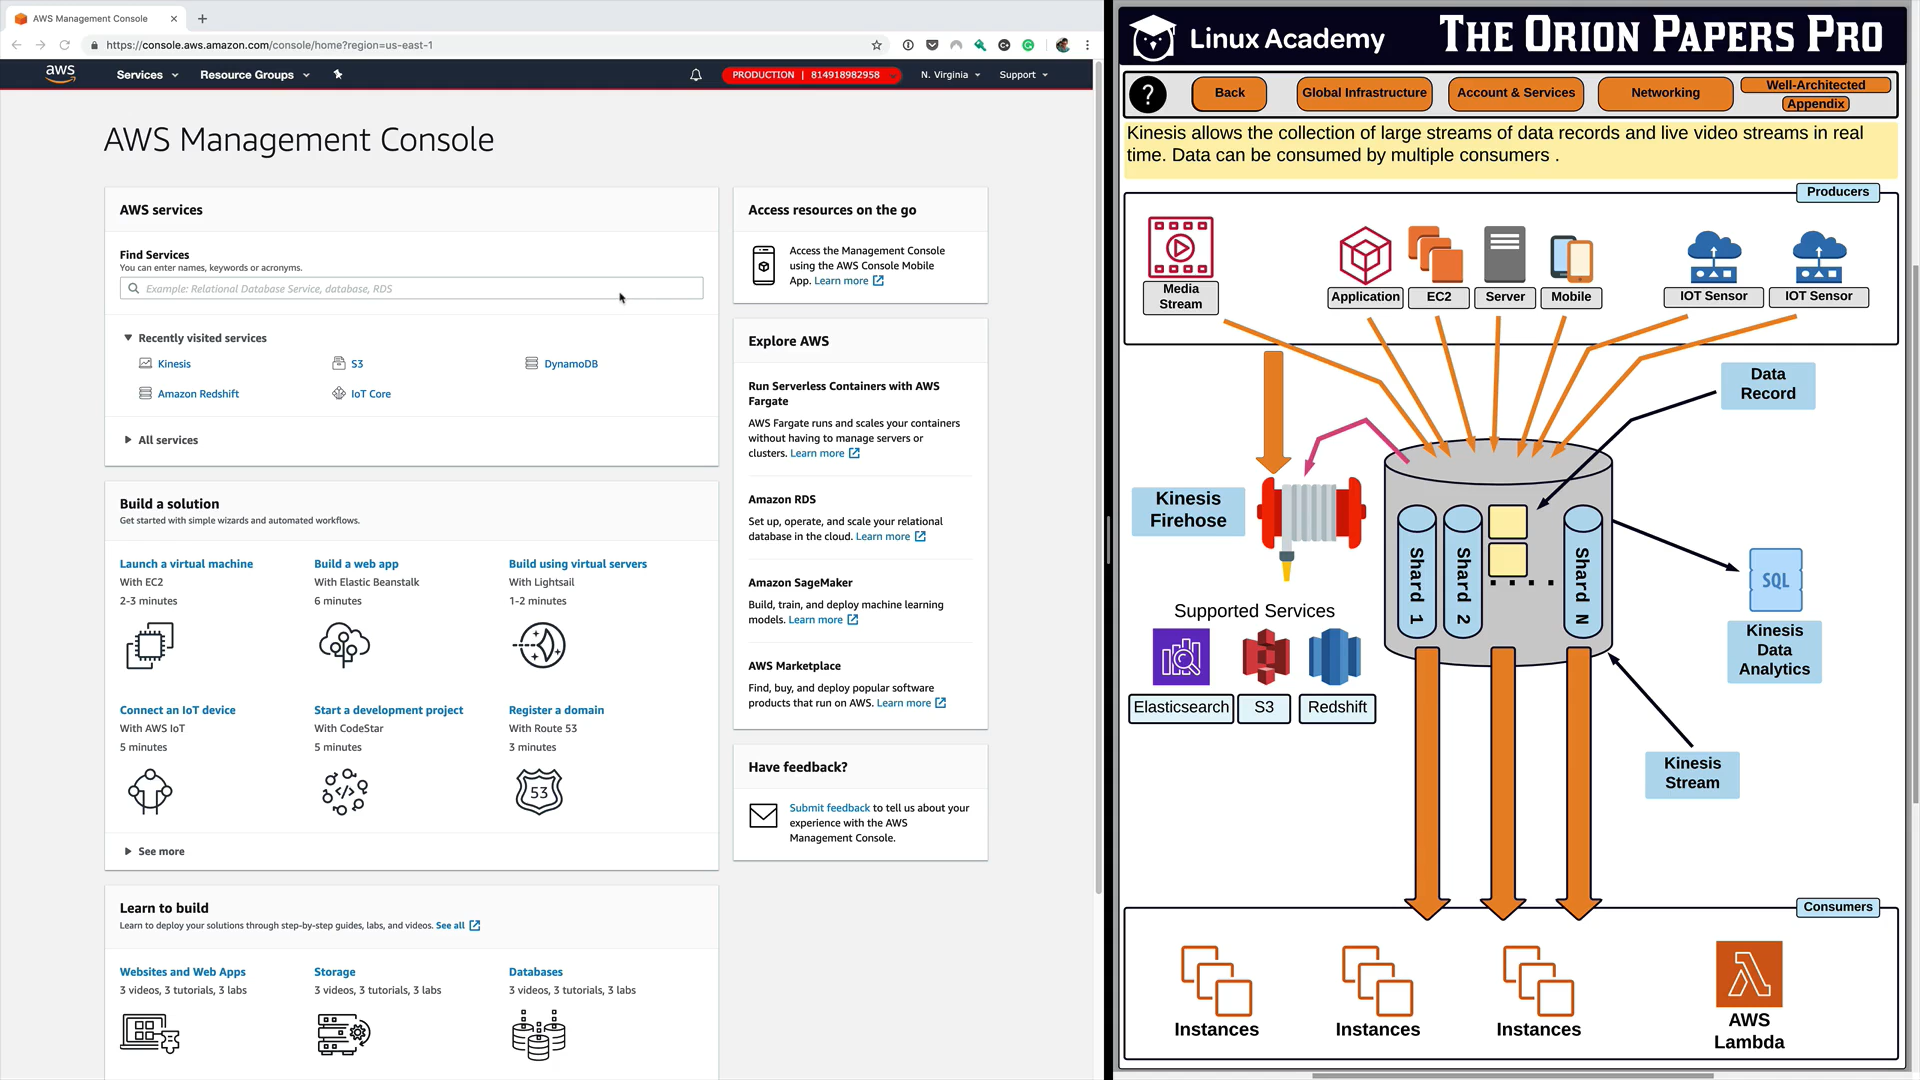 AWS Management Console
https://console.aws.amazon.com/console/home?region=us-east-1
aws
Services
Resource Groups
PRODUCTION | 814918982958
N. Virginia
Support
AWS Management Console
AWS services
Find Services
You can enter names, keywords or acronyms.
Example: Relational Database Service, database, RDS
Recently visited services
Kinesis
S3
DynamoDB
Amazon Redshift
IoT Core
All services
Build a solution
Get started with simple wizards and automated workflows.
Launch a virtual machine
With EC2
2-3 minutes
Build a web app
With Elastic Beanstalk
6 minutes
Build using virtual servers
With Lightsail
1-2 minutes
Connect an IoT device
With AWS IoT
5 minutes
Start a development project
With CodeStar
5 minutes
Register a domain
With Route 53
3 minutes
53
See more
Learn to build
Learn to deploy your solutions through step-by-step guides, labs, and videos. See all
Websites and Web Apps
3 videos, 3 tutorials, 3 labs
Storage
3 videos, 3 tutorials, 3 labs
Databases
3 videos, 3 tutorials, 3 labs
Access resources on the go
Access the Management Console
using the AWS Console Mobile
App. Learn more
Explore AWS
Run Serverless Containers with AWS
Fargate
AWS Fargate runs and scales your containers
without having to manage servers or
clusters. Learn more
Amazon RDS
Set up, operate, and scale your relational
database in the cloud. Learn more
Amazon SageMaker
Build, train, and deploy machine learning
models. Learn more
AWS Marketplace
Find, buy, and deploy popular software
products that run on AWS. Learn more
Have feedback?
Submit feedback to tell us about your
experience with the AWS
Management Console.
Linux Academy
THE ORION PAPERS PRO
?
Back
Global Infrastructure
Account & Services
Networking
Well-Architected
Appendix
Kinesis allows the collection of large streams of data records and live video streams in real
time. Data can be consumed by multiple consumers .
Producers
Media
Stream
Application
EC2
Server
Mobile
IOT Sensor
IOT Sensor
Data
Record
Kinesis
Firehose
Shard 1
Shard 2
Shard N
SQL
Kinesis
Data
Analytics
Supported Services
Elasticsearch
S3
Redshift
Kinesis
Stream
Consumers
Instances
Instances
Instances
AWS
Lambda